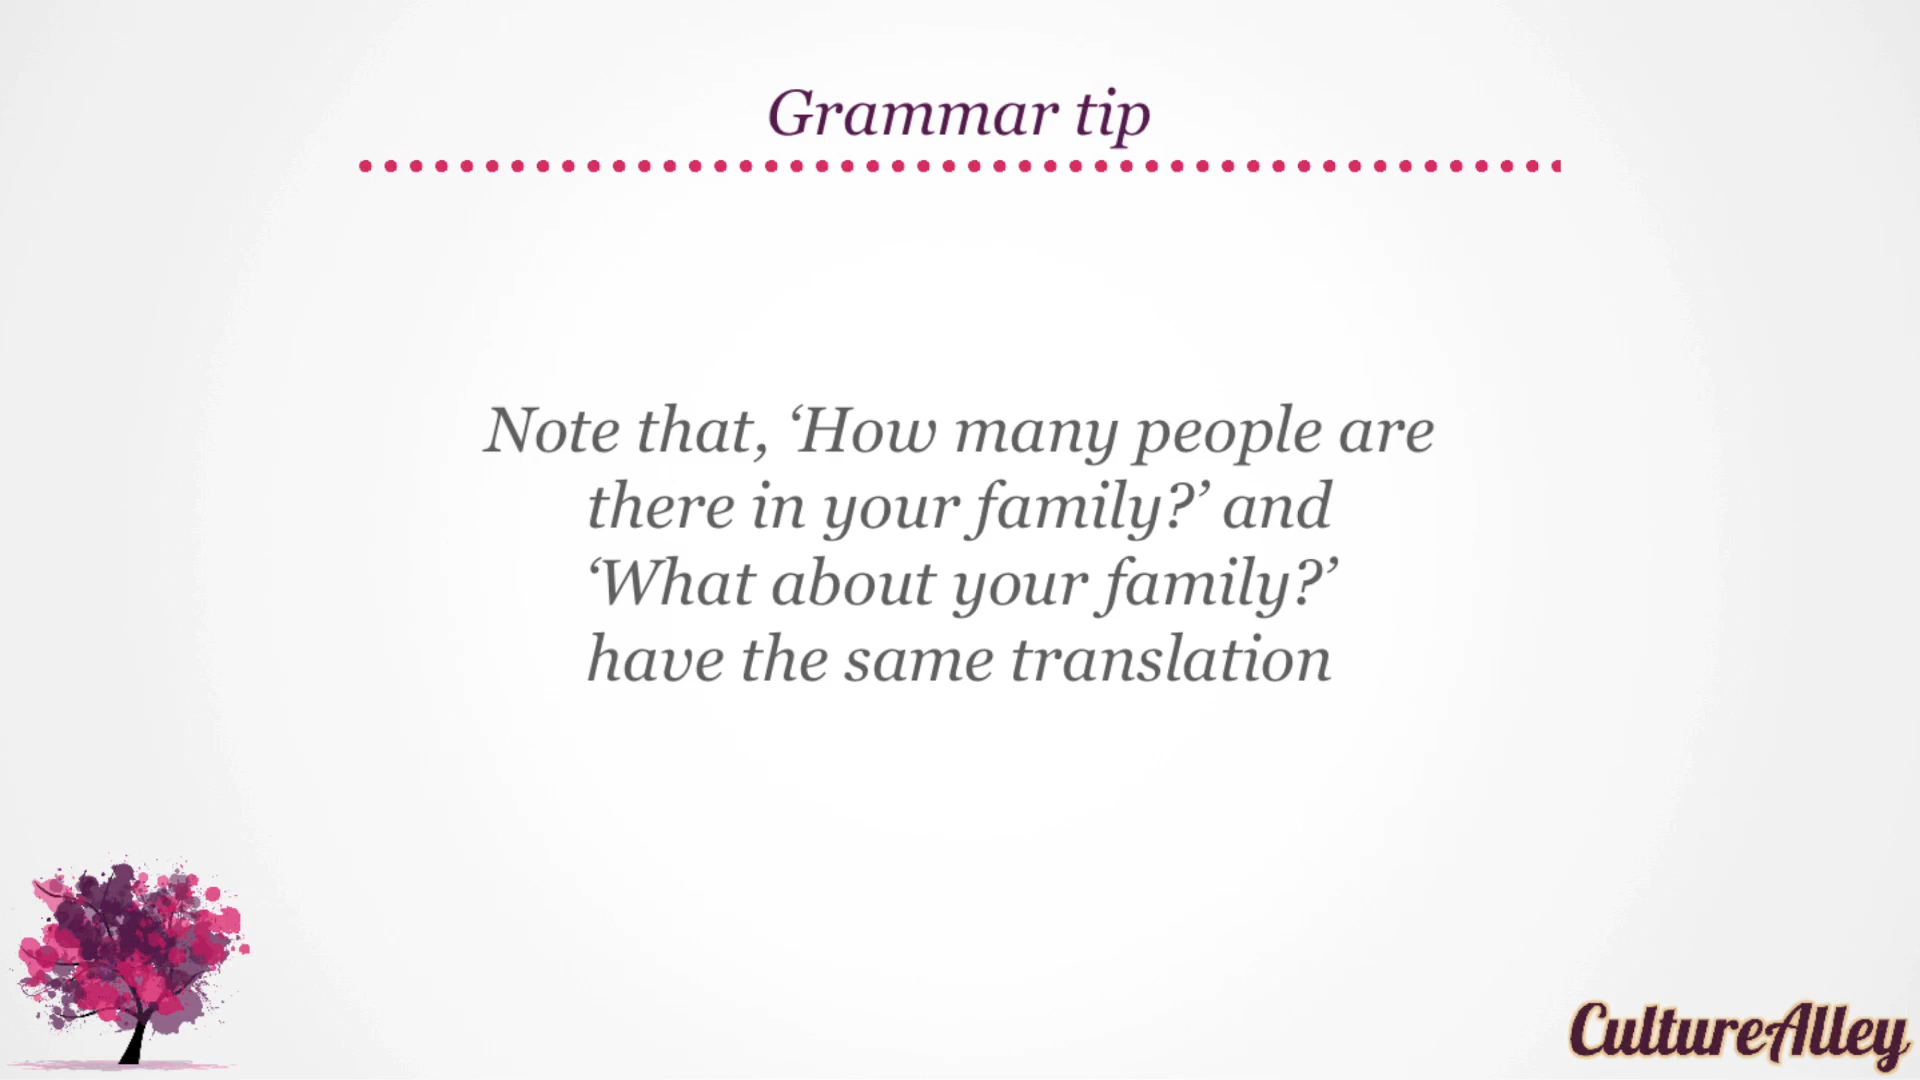 Grammar tip
Note that, ‘How many people are
there in your family?’ and
‘What about your family?’
have the same translation
CultureAlley